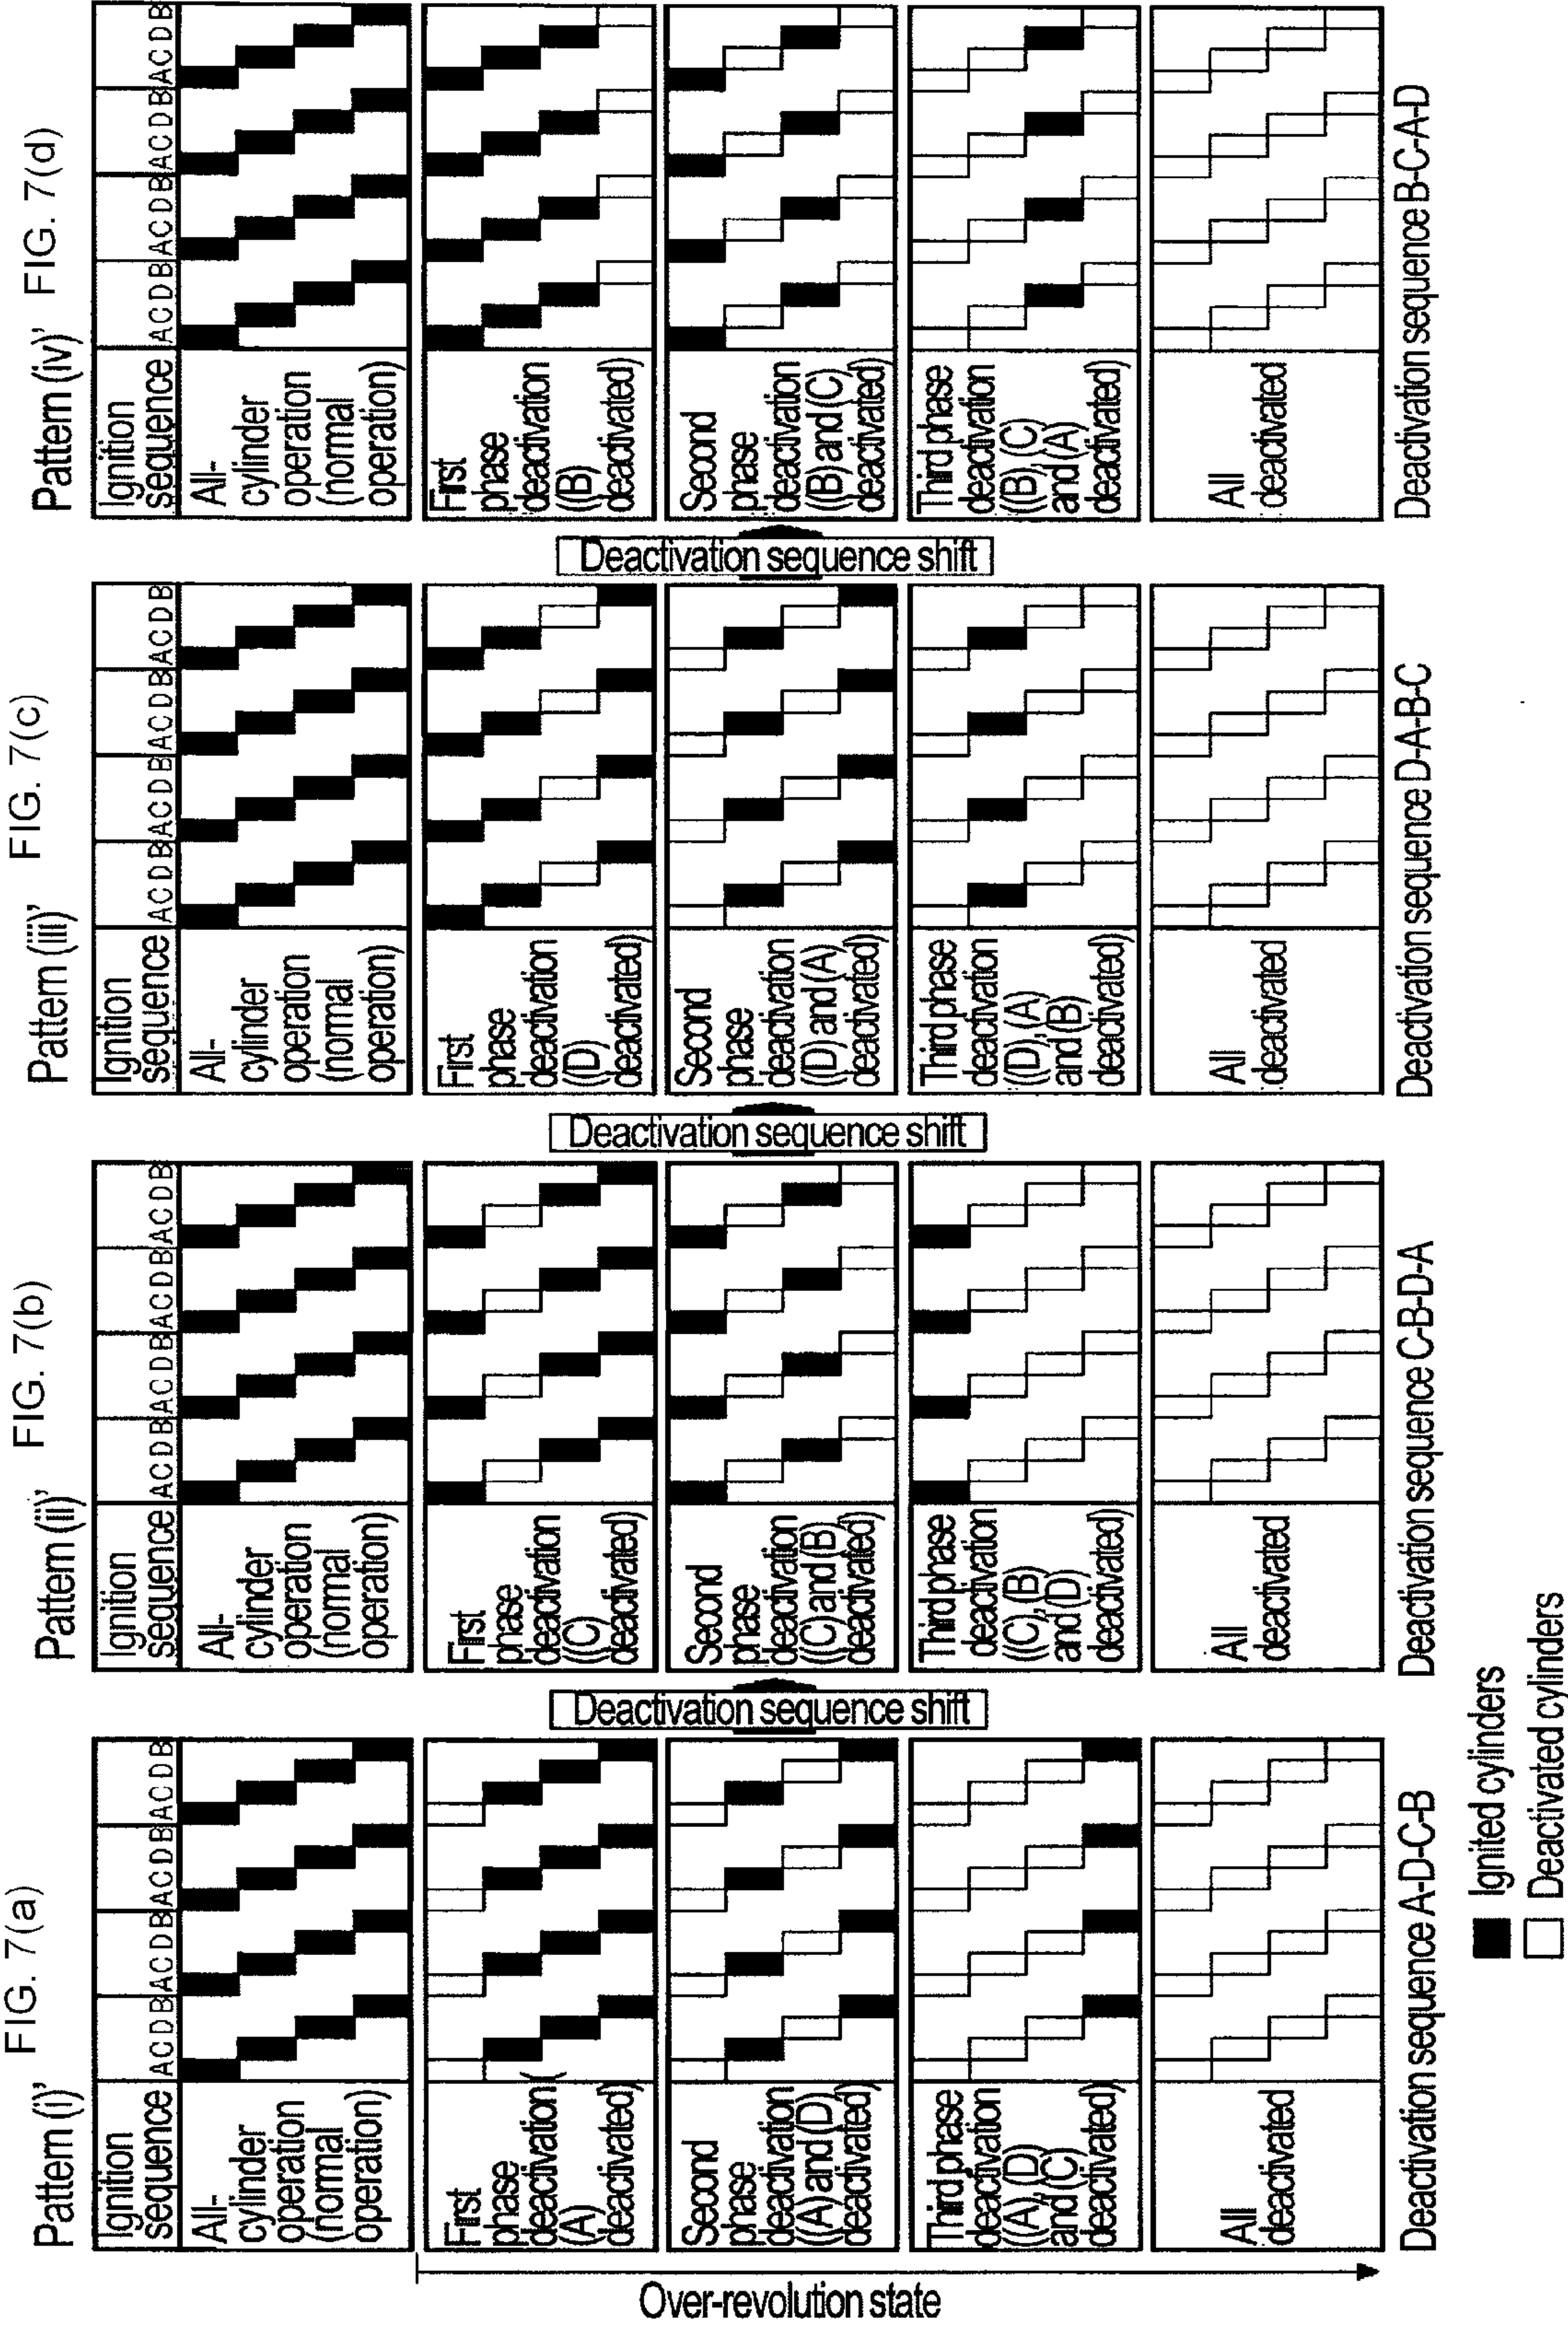 FIG. 7(a)
Pattern (i)'
Ignition
sequence
A C D B A C D B A C D B A C D B
All-
cylinder
operation
(normal
operation)
First
phase
deactivation (
(A)
deactivated)
Second
phase
deactivation
((A) and (D)
deactivated)
Third phase
deactivation
((A), (D)
and (C)
deactivated)
All
deactivated
Deactivation sequence A-D-C-B
Over-revolution state
Deactivation sequence shift
FIG. 7(b)
Pattern (ii)'
Ignition
sequence
A C D B A C D B A C D B A C D B
All-
cylinder
operation
(normal
operation)
First
phase
deactivation
((C)
deactivated)
Second
phase
deactivation
((C) and (B)
deactivated)
Third phase
deactivation
((C), (B)
and (D)
deactivated)
All
deactivated
Deactivation sequence C-B-D-A
Deactivation sequence shift
FIG. 7(c)
Pattern (iii)'
Ignition
sequence
A C D B A C D B A C D B A C D B
All-
cylinder
operation
(normal
operation)
First
phase
deactivation
((D)
deactivated)
Second
phase
deactivation
((D) and (A)
deactivated)
Third phase
deactivation
((D), (A)
and (B)
deactivated)
All
deactivated
Deactivation sequence D-A-B-C
Deactivation sequence shift
FIG. 7(d)
Pattern (iv)'
Ignition
sequence
A C D B A C D B A C D B A C D B
All-
cylinder
operation
(normal
operation)
First
phase
deactivation
((B)
deactivated)
Second
phase
deactivation
((B) and (C)
deactivated)
Third phase
deactivation
((B), (C)
and (A)
deactivated)
All
deactivated
Deactivation sequence B-C-A-D
Ignited cylinders
Deactivated cylinders